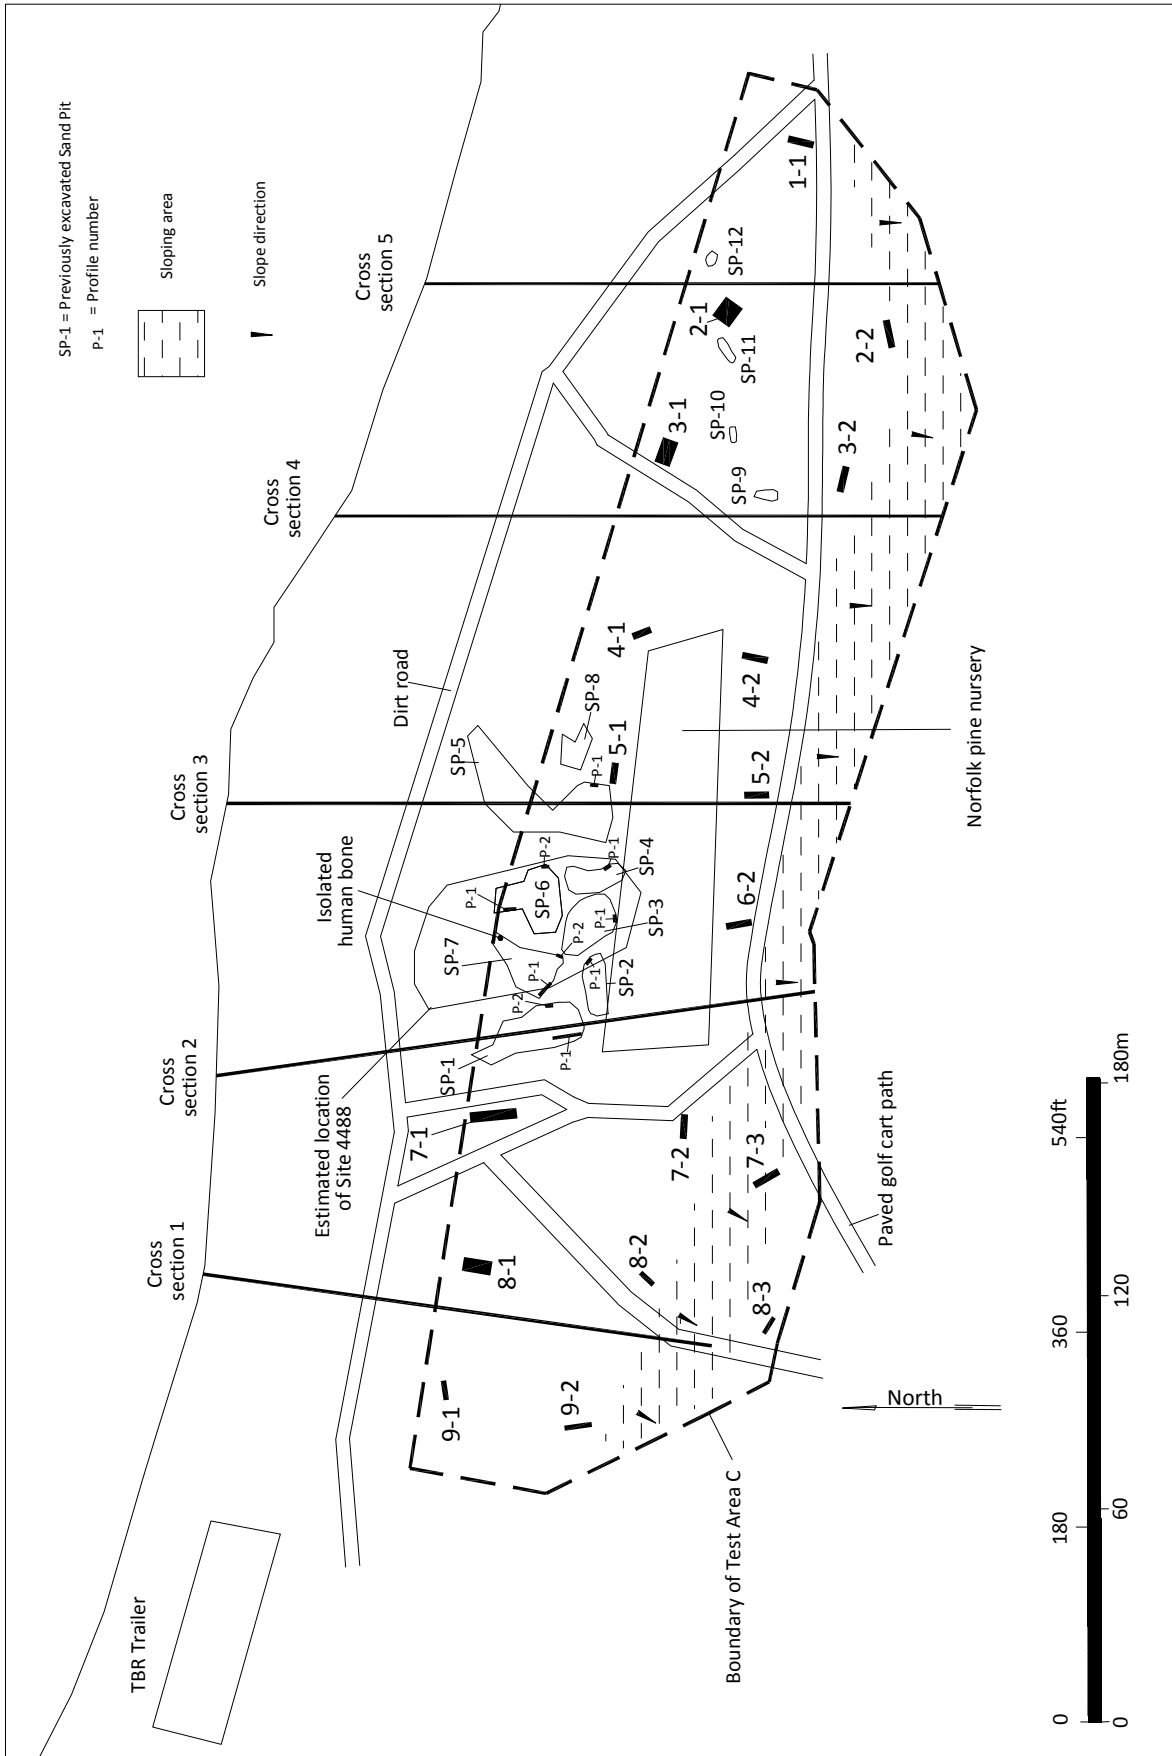 SP-1 = Previously excavated Sand Pit
P-1 = Profile number
Sloping area
Slope direction
TBR Trailer
Cross
section 1
Cross
section 2
Cross
section 3
Cross
section 4
Cross
section 5
Estimated location
of Site 4488
Isolated
human bone
Dirt road
9-1
9-2
8-1
8-2
8-3
7-1
7-2
7-3
SP-1
P-1
P-2
SP-2
P-1
SP-7
P-1
P-2
SP-3
P-1
SP-6
P-1
P-2
SP-4
P-1
SP-5
P-1
SP-8
6-2
5-1
5-2
4-1
4-2
3-1
3-2
SP-9
SP-10
SP-11
2-1
2-2
SP-12
1-1
Boundary of Test Area C
North
Paved golf cart path
Norfolk pine nursery
0 180 360 540ft
0 60 120 180m